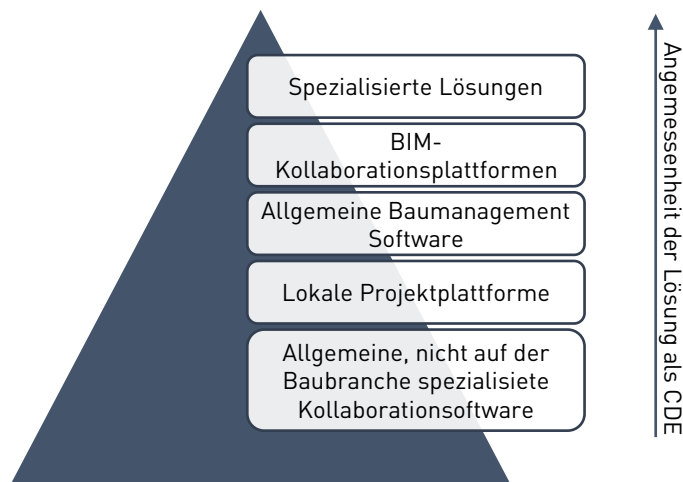 Spezialisierte Lösungen
BIM-
Kollaborationsplattformen
Allgemeine Baumanagement
Software
Lokale Projektplattforme
Allgemeine, nicht auf der
Baubranche spezialisiete
Kollaborationsoftware
Angemessenheit der Lösung als CDE